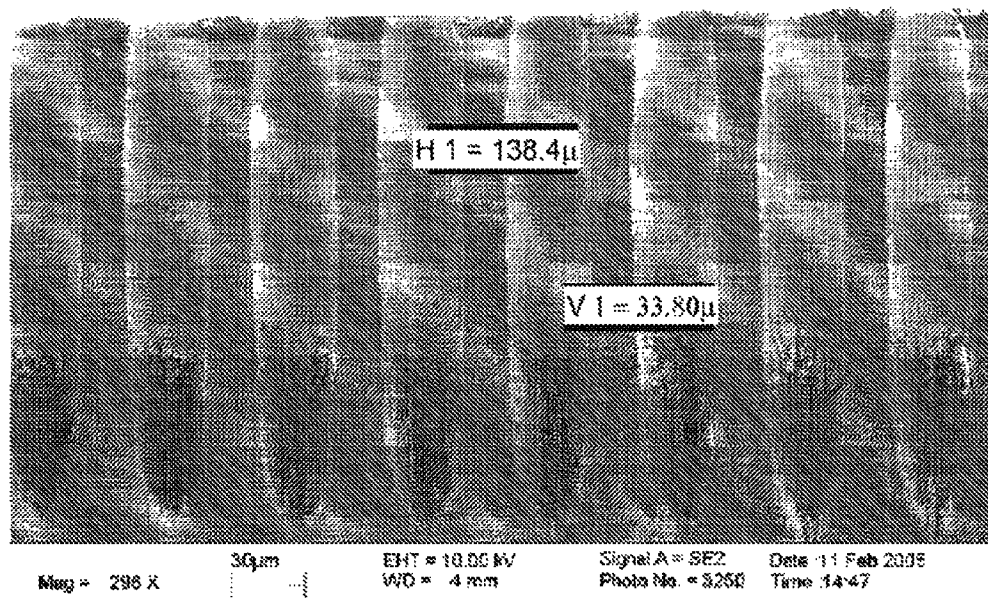 H 1 = 138.4µ
V 1 = 33.80µ
30µm
EHT = 10.00 kV
Signal A = SE2
Date :11 Feb 2005
Mag = 296 X
WD = 4 mm
Photo No. = 3260
Time :14:47